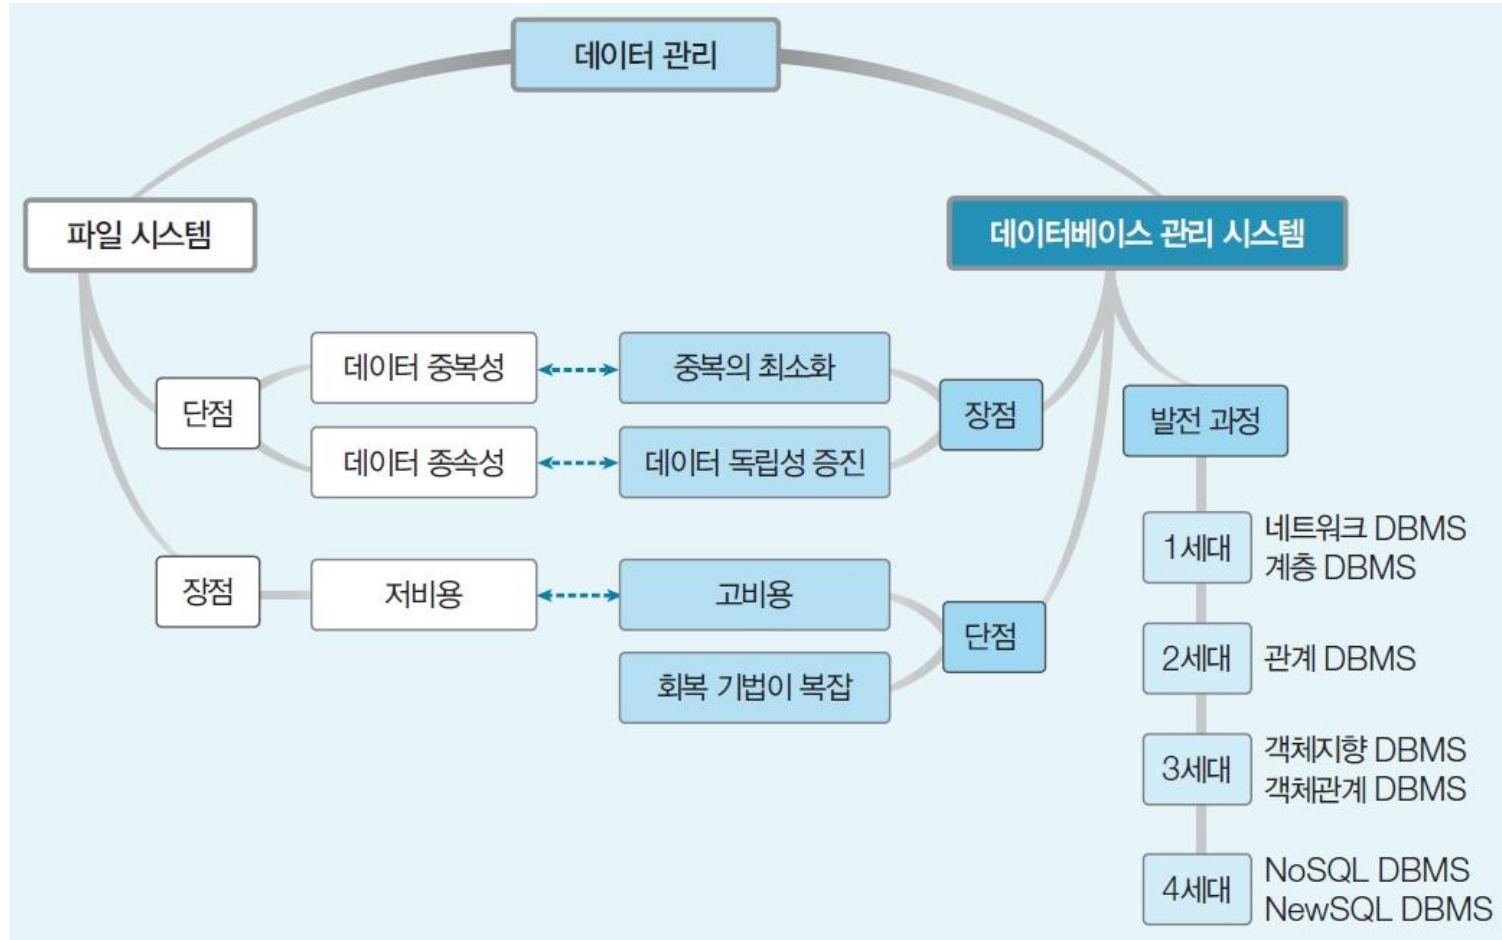 데이터 관리
파일 시스템
데이터베이스 관리 시스템
단점
데이터 중복성
중복의 최소화
데이터 종속성
데이터 독립성 증진
장점
발전 과정
장점
저비용
고비용
회복 기법이 복잡
단점
1세대
네트워크 DBMS
계층 DBMS
2세대
관계 DBMS
3세대
객체지향 DBMS
객체관계 DBMS
4세대
NoSQL DBMS
NewSQL DBMS